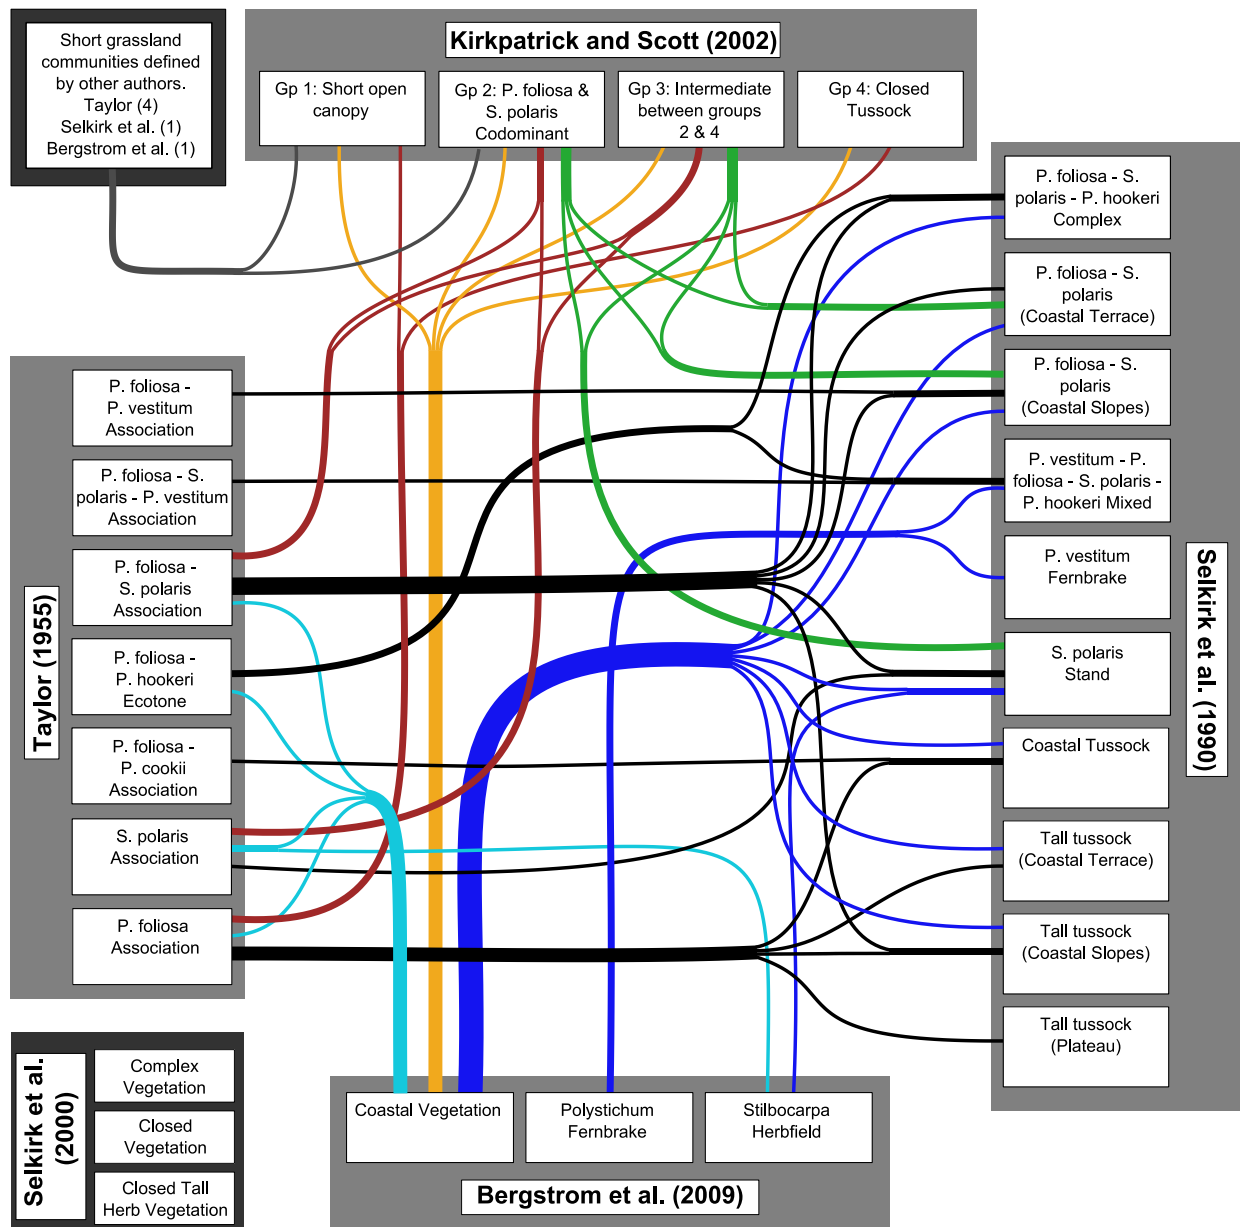 Short grassland
communities defined
by other authors.
Taylor (4)
Selkirk et al. (1)
Bergstrom et al. (1)
Kirkpatrick and Scott (2002)
Gp 1: Short open
canopy
Gp 2: P. foliosa &
S. polaris
Codominant
Gp 3: Intermediate
between groups
2 & 4
Gp 4: Closed
Tussock
Taylor (1955)
P. foliosa -
P. vestitum
Association
P. foliosa - S.
polaris - P. vestitum
Association
P. foliosa -
S. polaris
Association
P. foliosa -
P. hookeri
Ecotone
P. foliosa -
P. cookii
Association
S. polaris
Association
P. foliosa
Association
P. foliosa - S.
polaris - P. hookeri
Complex
P. foliosa - S.
polaris
(Coastal Terrace)
P. foliosa - S.
polaris
(Coastal Slopes)
P. vestitum - P.
foliosa - S. polaris -
P. hookeri Mixed
P. vestitum
Fernbrake
S. polaris
Stand
Coastal Tussock
Tall tussock
(Coastal Terrace)
Tall tussock
(Coastal Slopes)
Tall tussock
(Plateau)
Selkirk et al. (1990)
Selkirk et al.
(2000)
Complex
Vegetation
Closed
Vegetation
Closed Tall
Herb Vegetation
Coastal Vegetation
Polystichum
Fernbrake
Stilbocarpa
Herbfield
Bergstrom et al. (2009)